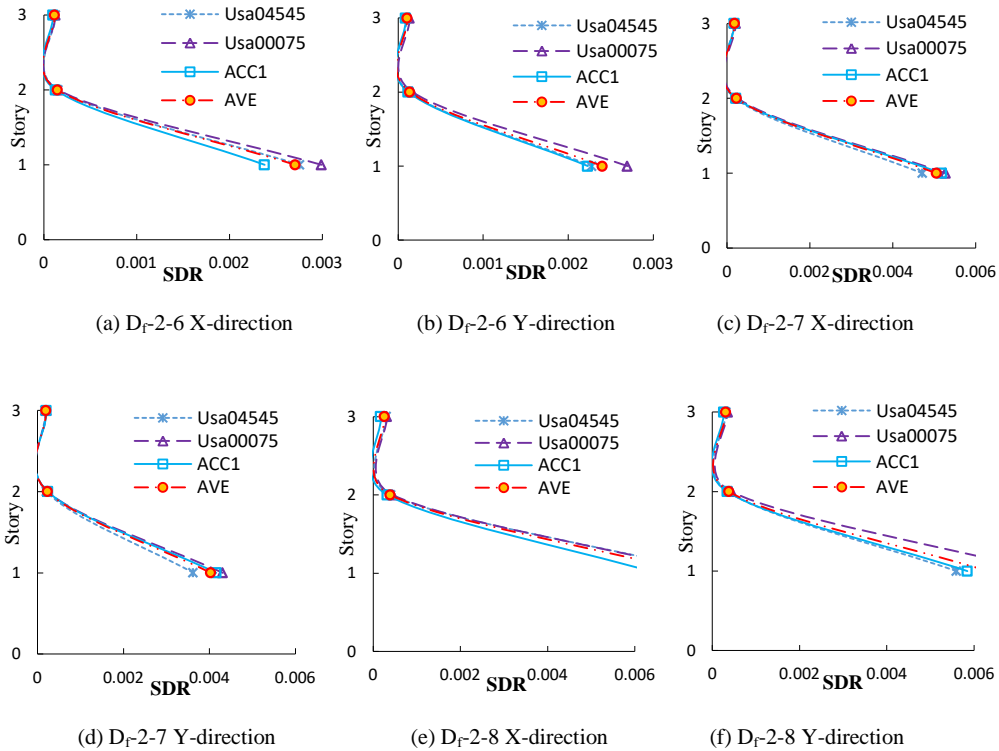 3
2
1
0
Story
Usa04545
Usa00075
ACC1
AVE
0
0.001
0.002
0.003
SDR
(a) Df-2-6 X-direction
3
2
1
0
Story
Usa04545
Usa00075
ACC1
AVE
0
0.001
0.002
0.003
SDR
(b) Df-2-6 Y-direction
3
2
1
0
Story
Usa04545
Usa00075
ACC1
AVE
0
0.002
0.004
0.006
SDR
(c) Df-2-7 X-direction
3
2
1
0
Story
Usa04545
Usa00075
ACC1
AVE
0
0.002
0.004
0.006
SDR
(d) Df-2-7 Y-direction
3
2
1
0
Story
Usa04545
Usa00075
ACC1
AVE
0
0.002
0.004
0.006
SDR
(e) Df-2-8 X-direction
3
2
1
0
Story
Usa04545
Usa00075
ACC1
AVE
0
0.002
0.004
0.006
SDR
(f) Df-2-8 Y-direction